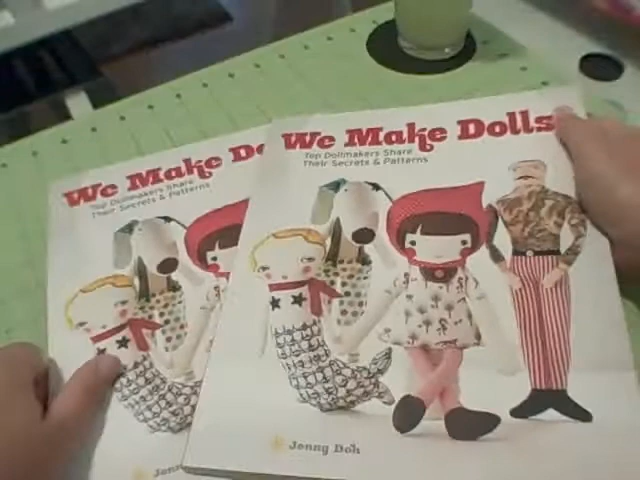 We Make Do
Top Dollmakers Share
Their Secrets & Patterns
Jenny
We Make Dolls
Top Dollmakers Share
Their Secrets & Patterns
Jenny Doh